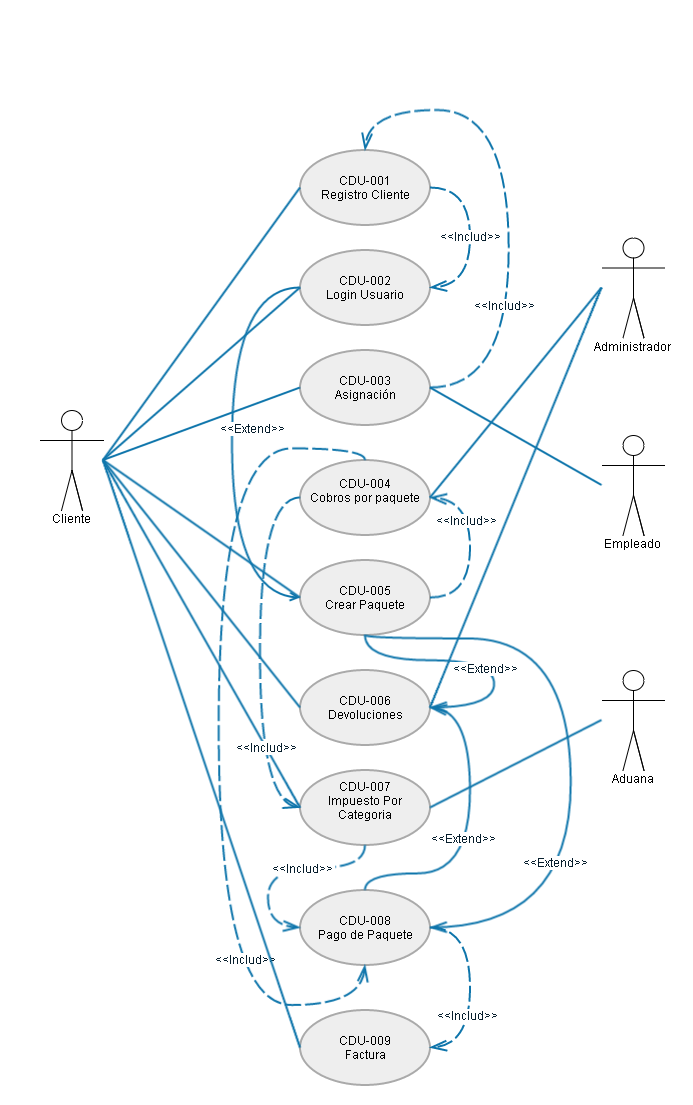 CDU-001
Registro Cliente
<<Includ>>
CDU-002
Login Usuario
<<Includ>>
Administrador
CDU-003
Asignación
<<Extend>>
Cliente
CDU-004
Cobros por paquete
<<Includ>>
Empleado
CDU-005
Crear Paquete
<<Extend>>
CDU-006
Devoluciones
<<Includ>>
Aduana
CDU-007
Impuesto Por
Categoria
<<Extend>>
<<Extend>>
<<Includ>>
CDU-008
Pago de Paquete
<<Includ>>
<<Includ>>
CDU-009
Factura